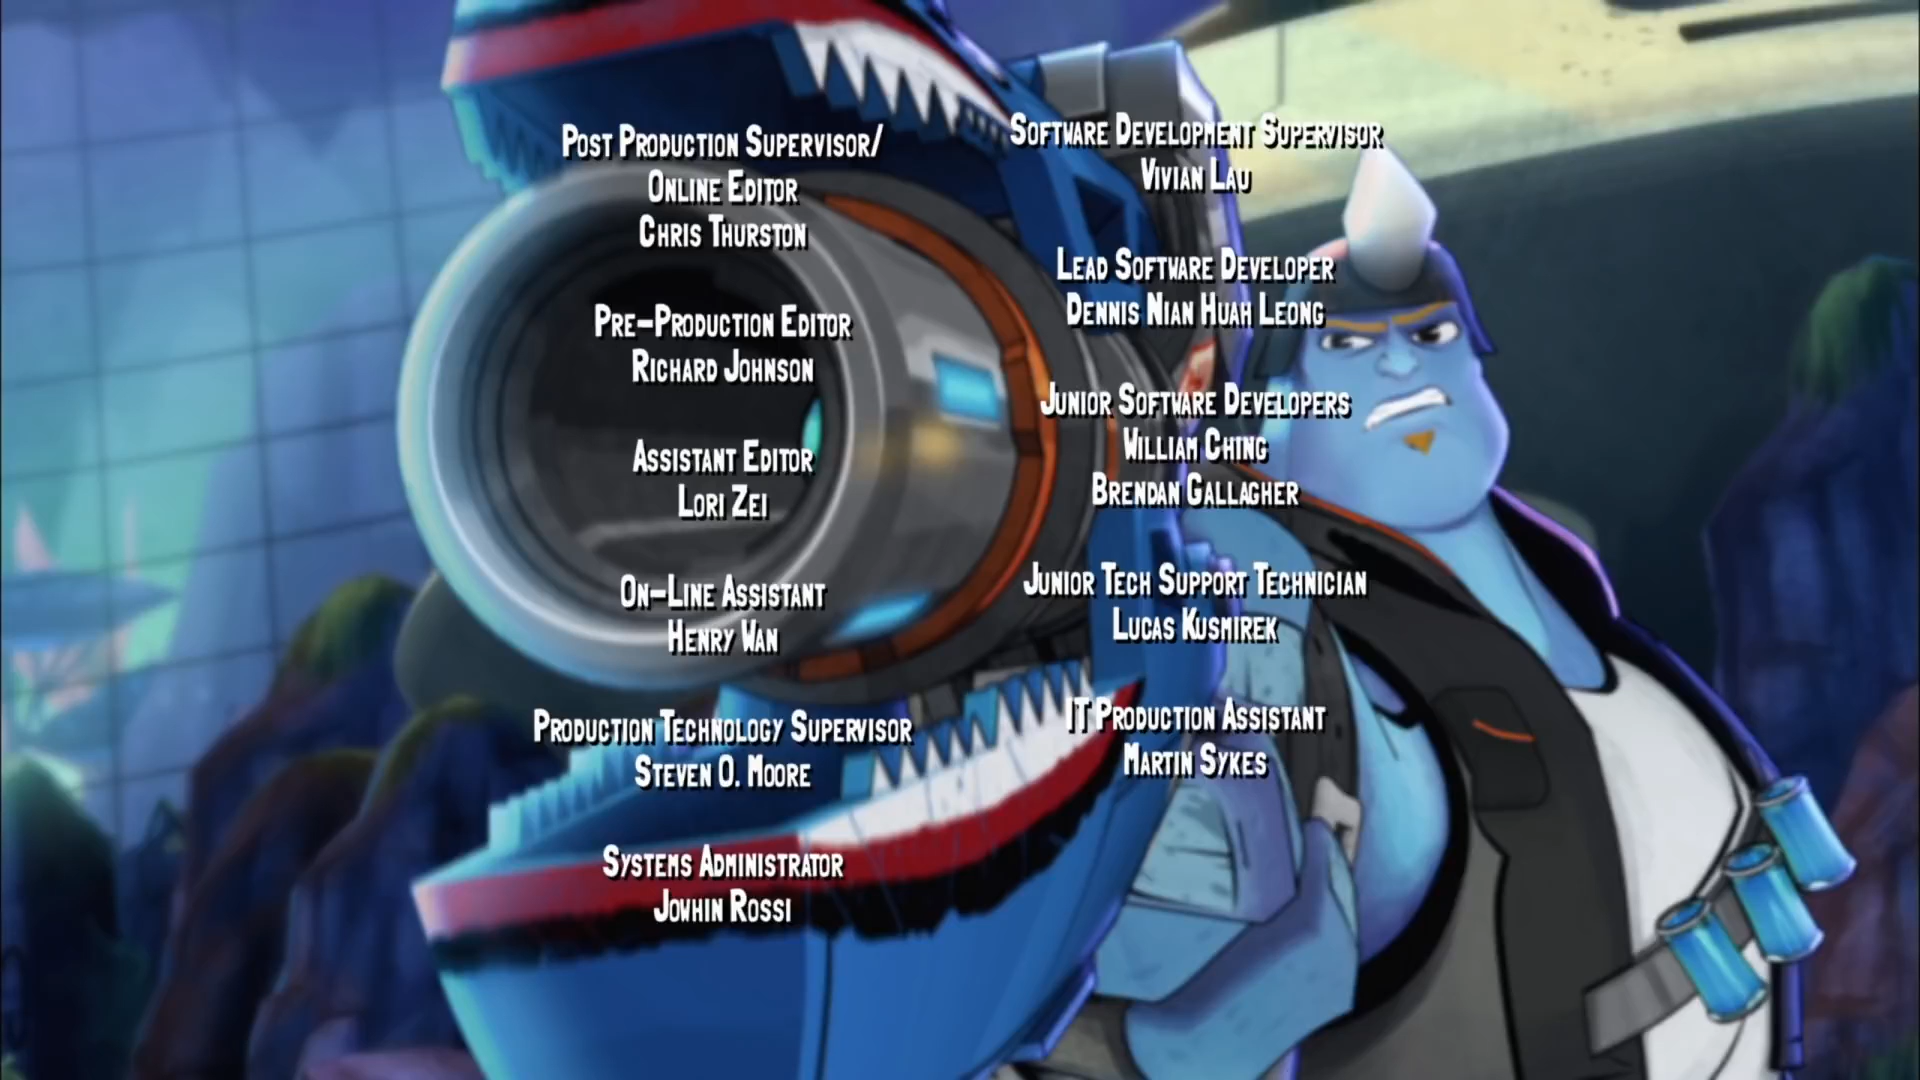 Post Production Supervisor/
Online Editor
Chris Thurston
Pre-Production Editor
Richard Johnson
Assistant Editor
Lori Zei
On-Line Assistant
Henry Wan
Production Technology Supervisor
Steven O. Moore
Systems Administrator
Jowhin Rossi
Software Development Supervisor
Vivian Lau
Lead Software Developer
Dennis Nian Huah Leong
Junior Software Developers
William Ching
Brendan Gallagher
Junior Tech Support Technician
Lucas Kusmirek
IT Production Assistant
Martin Sykes